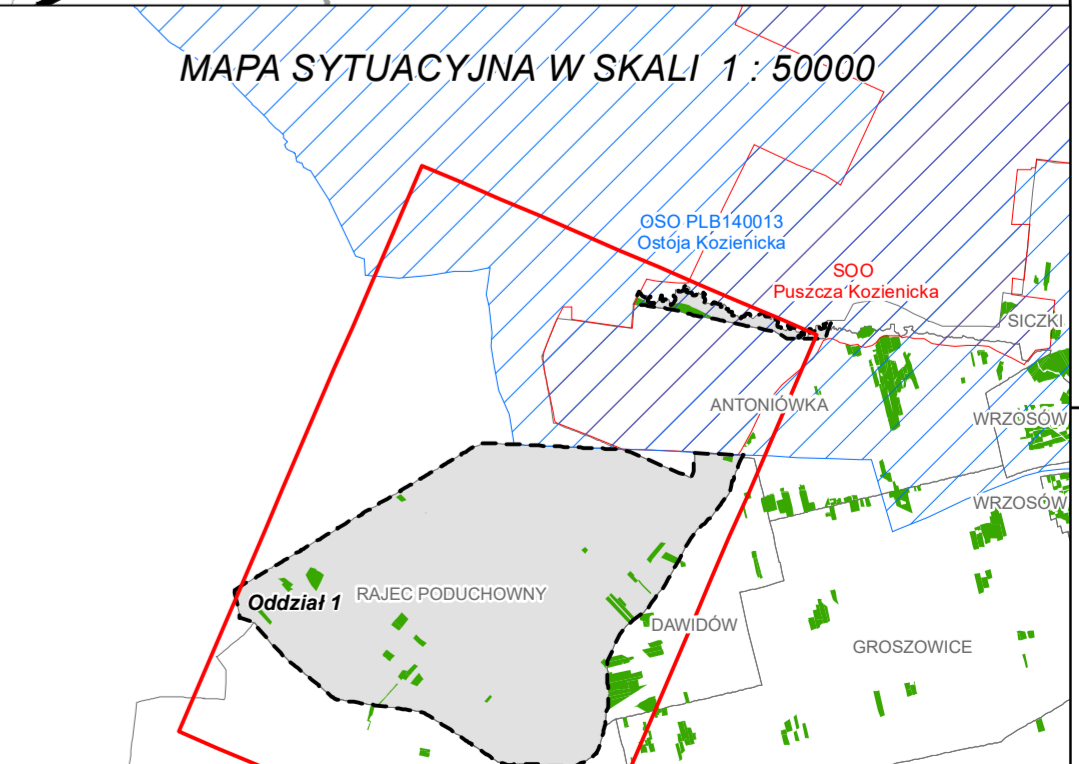 MAPA SYTUACYJNA W SKALI 1 : 50000
OSO PLB140013
Ostoja Kozienicka
SOO
Puszcza Kozienicka
SICZKI
ANTONIÓWKA
WRZOSÓW
WRZOSÓW
Oddział 1
RAJEC PODUCHOWNY
DAWIDÓW
GROSZOWICE